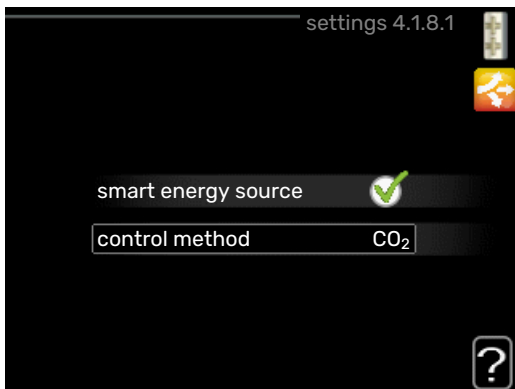 settings 4.1.8.1
smart energy source
control method CO₂
?